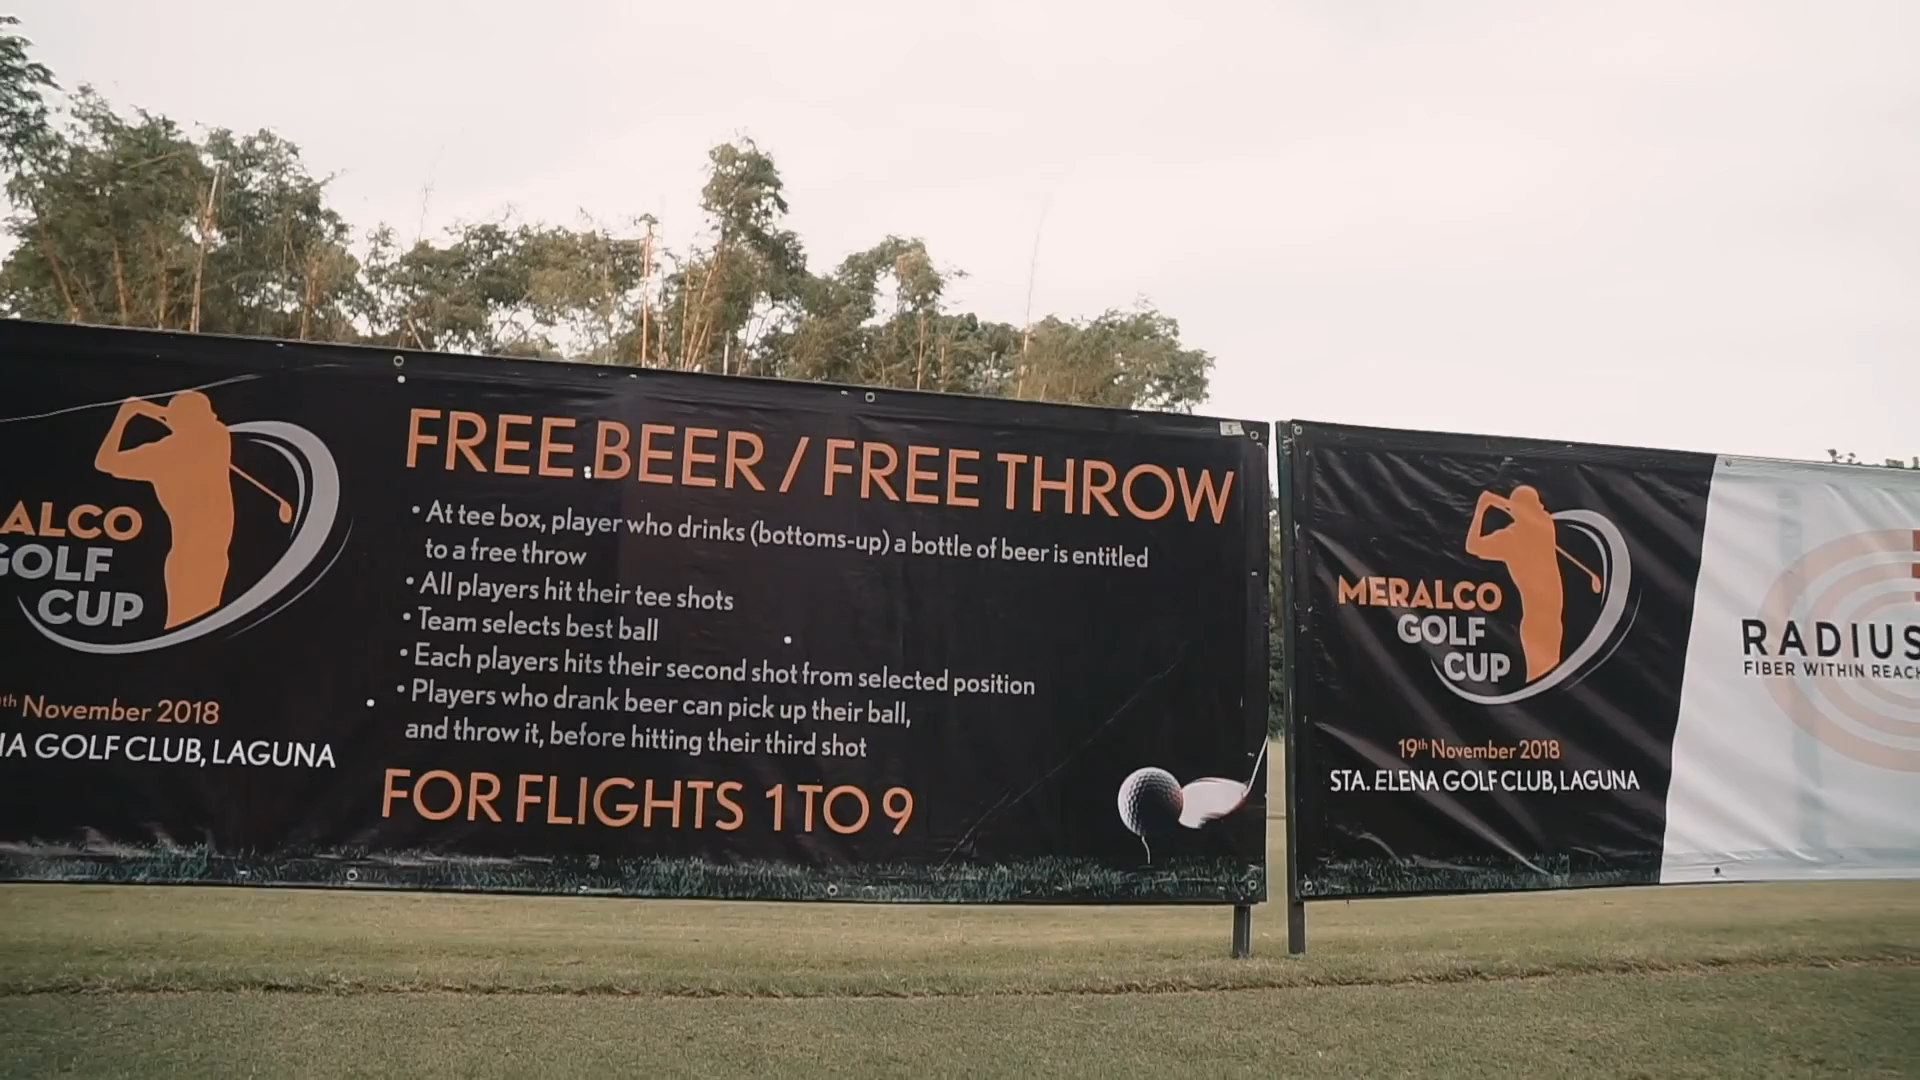 ALCO
GOLF
CUP
November 2018
GOLF CLUB, LAGUNA
FREE BEER / FREE THROW
• At tee box, player who drinks (bottoms-up) a bottle of beer is entitled
to a free throw
• All players hit their tee shots
• Team selects best ball
• Each players hits their second shot from selected position
• Players who drank beer can pick up their ball,
and throw it, before hitting their third shot
FOR FLIGHTS 1 TO 9
MERALCO
GOLF
CUP
19th November 2018
STA. ELENA GOLF CLUB, LAGUNA
RADIUS
FIBER WITHIN REACH